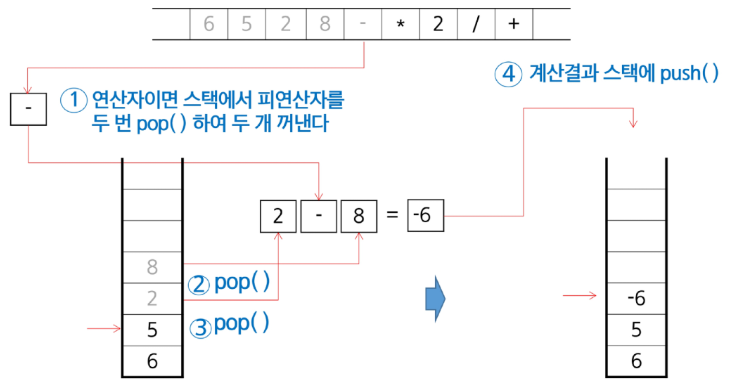 6 5 2 8 - * 2 / +
④ 계산결과 스택에 push( )
- ① 연산자이면 스택에서 피연산자를
두 번 pop( ) 하여 두 개 꺼낸다
2 - 8 = -6
8
② pop( )
2
-6
③ pop( )
5
5
6
6